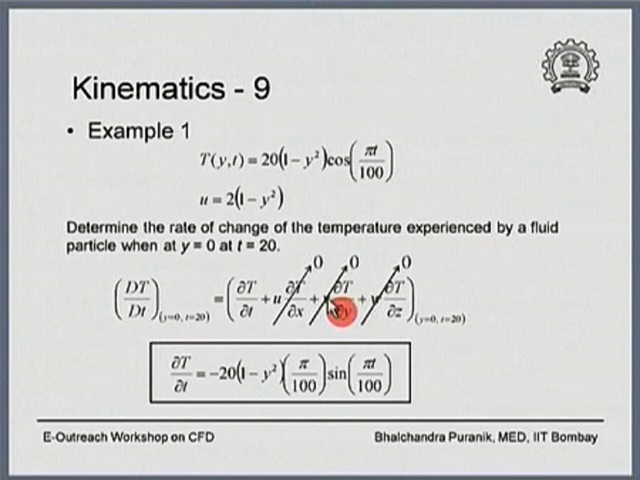 Kinematics - 9
• Example 1
T(y,t) = 20(1 − y²)cos(πt/100)
u = 2(1 − y²)
Determine the rate of change of the temperature experienced by a fluid
particle when at y = 0 at t = 20.
0 0 0
(DT/Dt)(y=0, t=20) = (∂T/∂t + u ∂T/∂x + ∂T/∂y + ∂T/∂z)(y=0, t=20)
∂T/∂t = −20(1 − y²)(π/100)sin(πt/100)
E-Outreach Workshop on CFD
Bhalchandra Puranik, MED, IIT Bombay